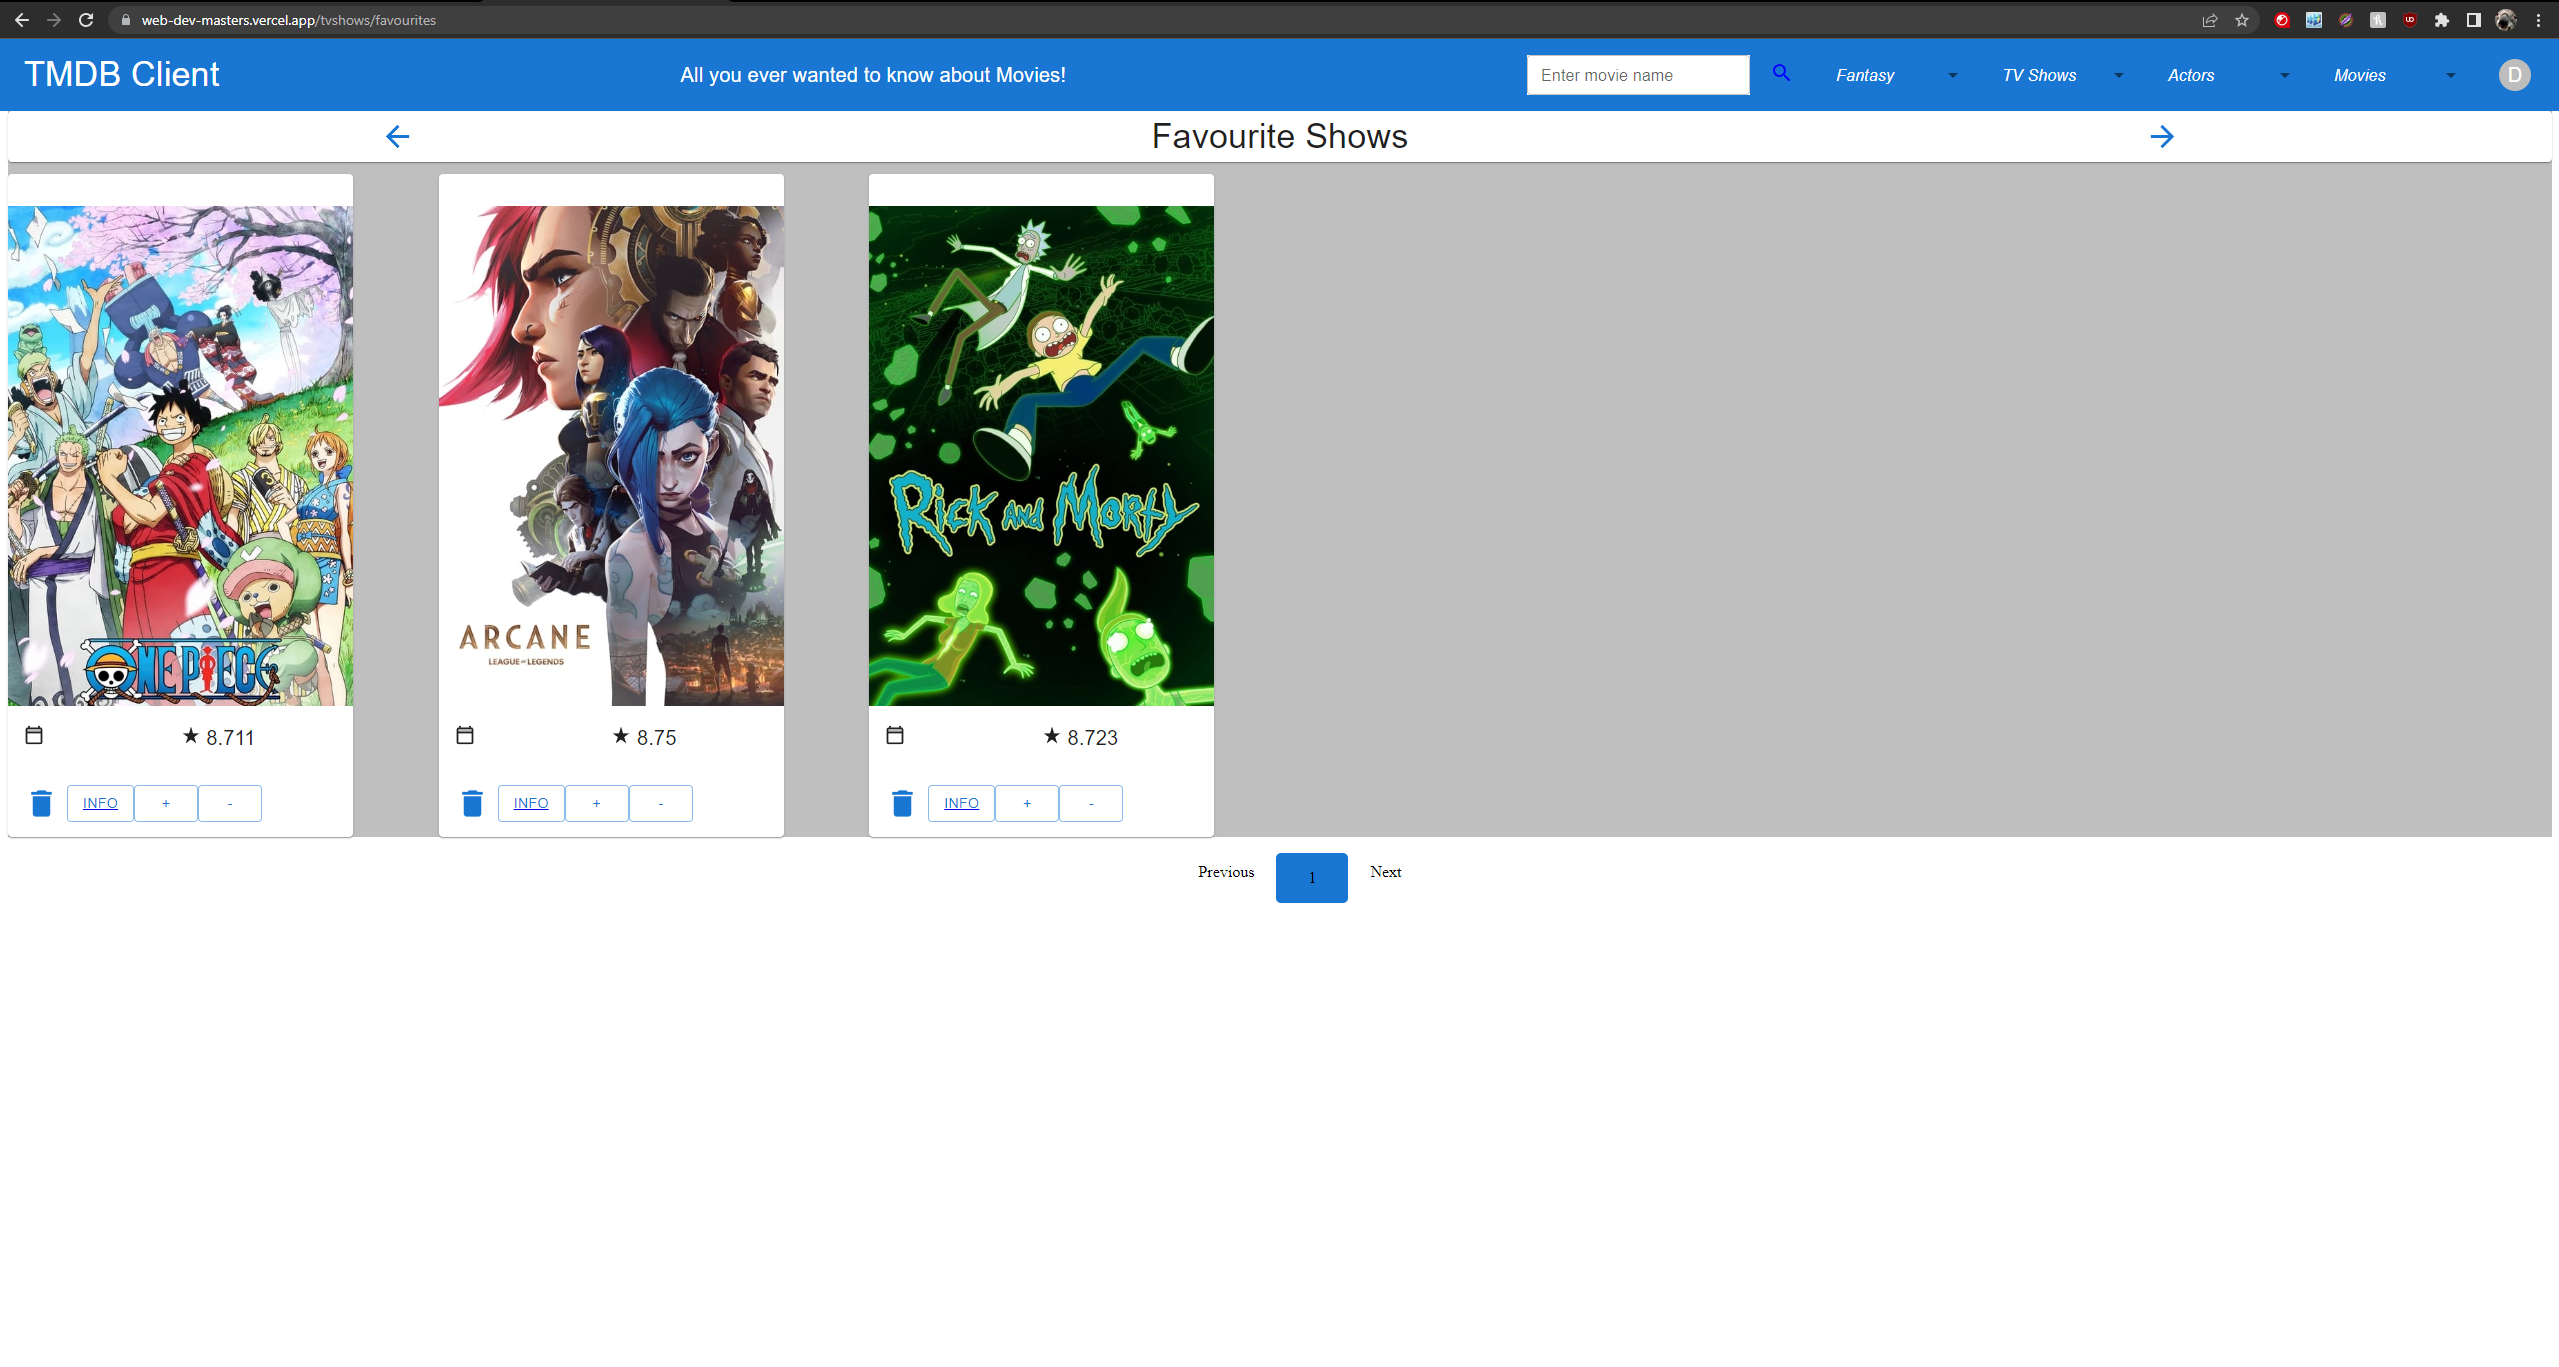 web-dev-masters.vercel.app/tvshows/favourites
TMDB Client
All you ever wanted to know about Movies!
Enter movie name
Fantasy
TV Shows
Actors
Movies
D
Favourite Shows
ONE PIECE
ARCANE
LEAGUE OF LEGENDS
RICK AND MORTY
★ 8.711
★ 8.75
★ 8.723
INFO + -
INFO + -
INFO + -
Previous 1 Next